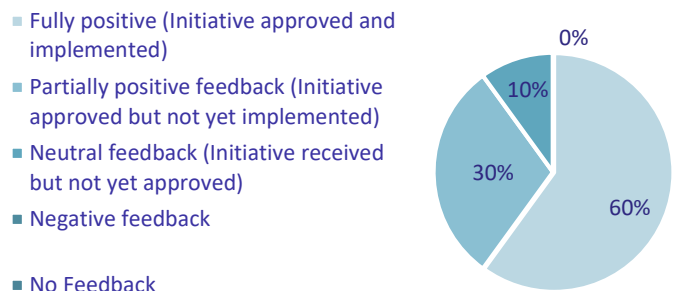 Fully positive (Initiative approved and
implemented)
Partially positive feedback (Initiative
approved but not yet implemented)
Neutral feedback (Initiative received
but not yet approved)
Negative feedback
No Feedback
0%
10%
30%
60%